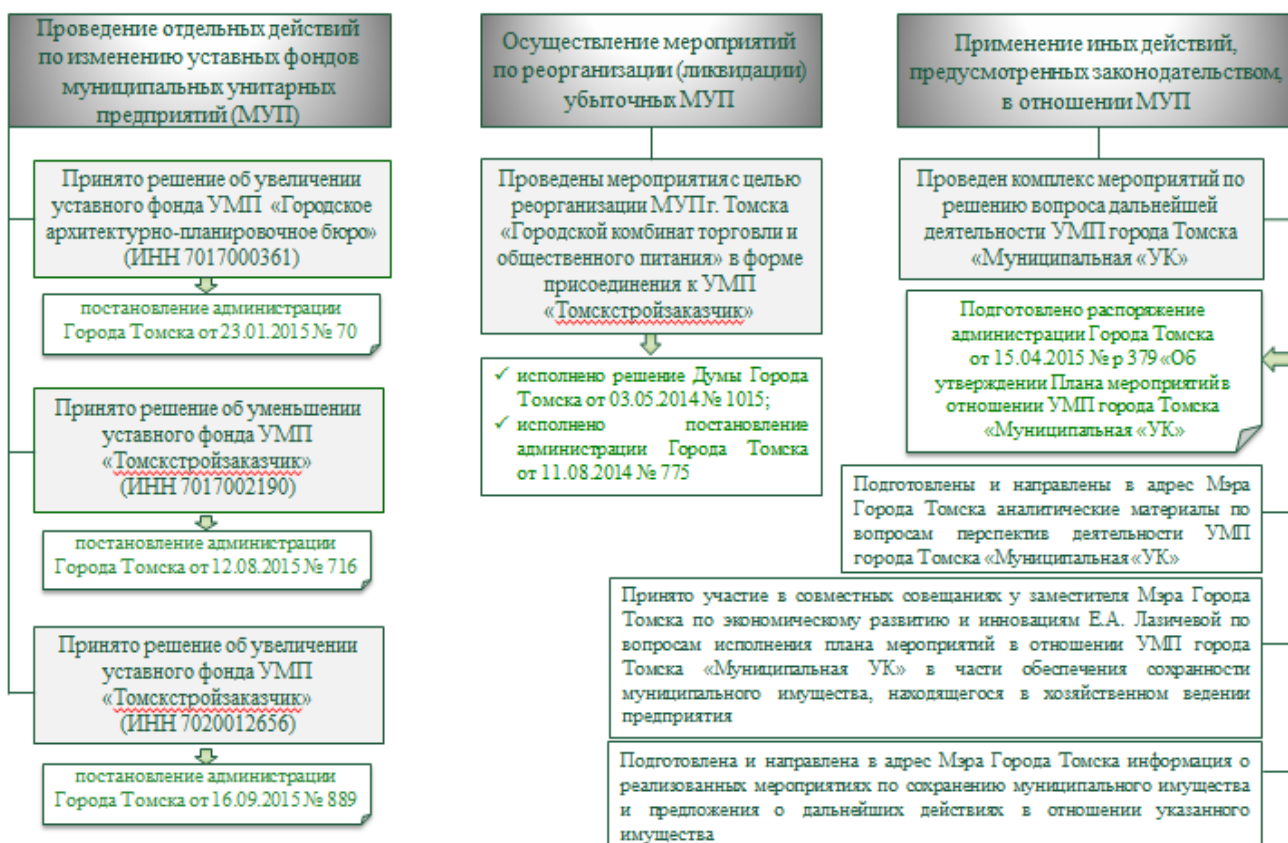 Проведение отдельных действий
по изменению уставных фондов
муниципальных унитарных
предприятий (МУП)
Принято решение об увеличении
уставного фонда УМП «Городское
архитектурно-планировочное бюро»
(ИНН 7017000361)
постановление администрации
Города Томска от 23.01.2015 № 70
Принято решение об уменьшении
уставного фонда УМП
«Томскстройзаказчик»
(ИНН 7017002190)
постановление администрации
Города Томска от 12.08.2015 № 716
Принято решение об увеличении
уставного фонда УМП
«Томскстройзаказчик»
(ИНН 7020012656)
постановление администрации
Города Томска от 16.09.2015 № 889
Осуществление мероприятий
по реорганизации (ликвидации)
убыточных МУП
Проведены мероприятия с целью
реорганизации МУП г. Томска
«Городской комбинат торговли и
общественного питания» в форме
присоединения к УМП
«Томскстройзаказчик»
✓ исполнено решение Думы Города
Томска от 03.05.2014 № 1015;
✓ исполнено постановление
администрации Города Томска
от 11.08.2014 № 775
Применение иных действий,
предусмотренных законодательством,
в отношении МУП
Проведен комплекс мероприятий по
решению вопроса дальнейшей
деятельности УМП города Томска
«Муниципальная «УК»
Подготовлено распоряжение
администрации Города Томска
от 15.04.2015 № р 379 «Об
утверждении Плана мероприятий в
отношении УМП города Томска
«Муниципальная «УК»
Подготовлены и направлены в адрес Мэра
Города Томска аналитические материалы по
вопросам перспектив деятельности УМП
города Томска «Муниципальная «УК»
Принято участие в совместных совещаниях у заместителя Мэра Города
Томска по экономическому развитию и инновациям Е.А. Лазичевой по
вопросам исполнения плана мероприятий в отношении УМП города
Томска «Муниципальная УК» в части обеспечения сохранности
муниципального имущества, находящегося в хозяйственном ведении
предприятия
Подготовлена и направлена в адрес Мэра Города Томска информация о
реализованных мероприятиях по сохранению муниципального имущества
и предложения о дальнейших действиях в отношении указанного
имущества